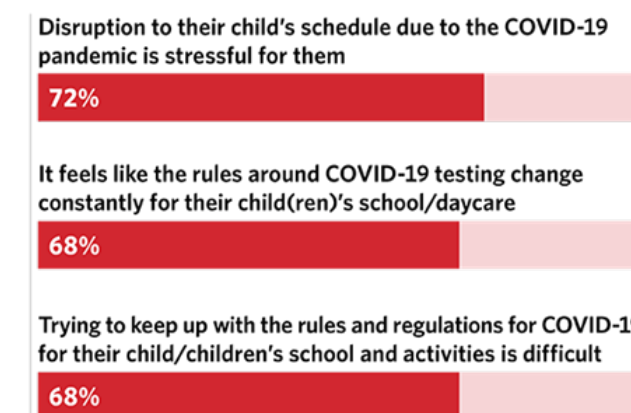 Disruption to their child's schedule due to the COVID-19
pandemic is stressful for them
72%
It feels like the rules around COVID-19 testing change
constantly for their child(ren)'s school/daycare
68%
Trying to keep up with the rules and regulations for COVID-1
for their child/children's school and activities is difficult
68%